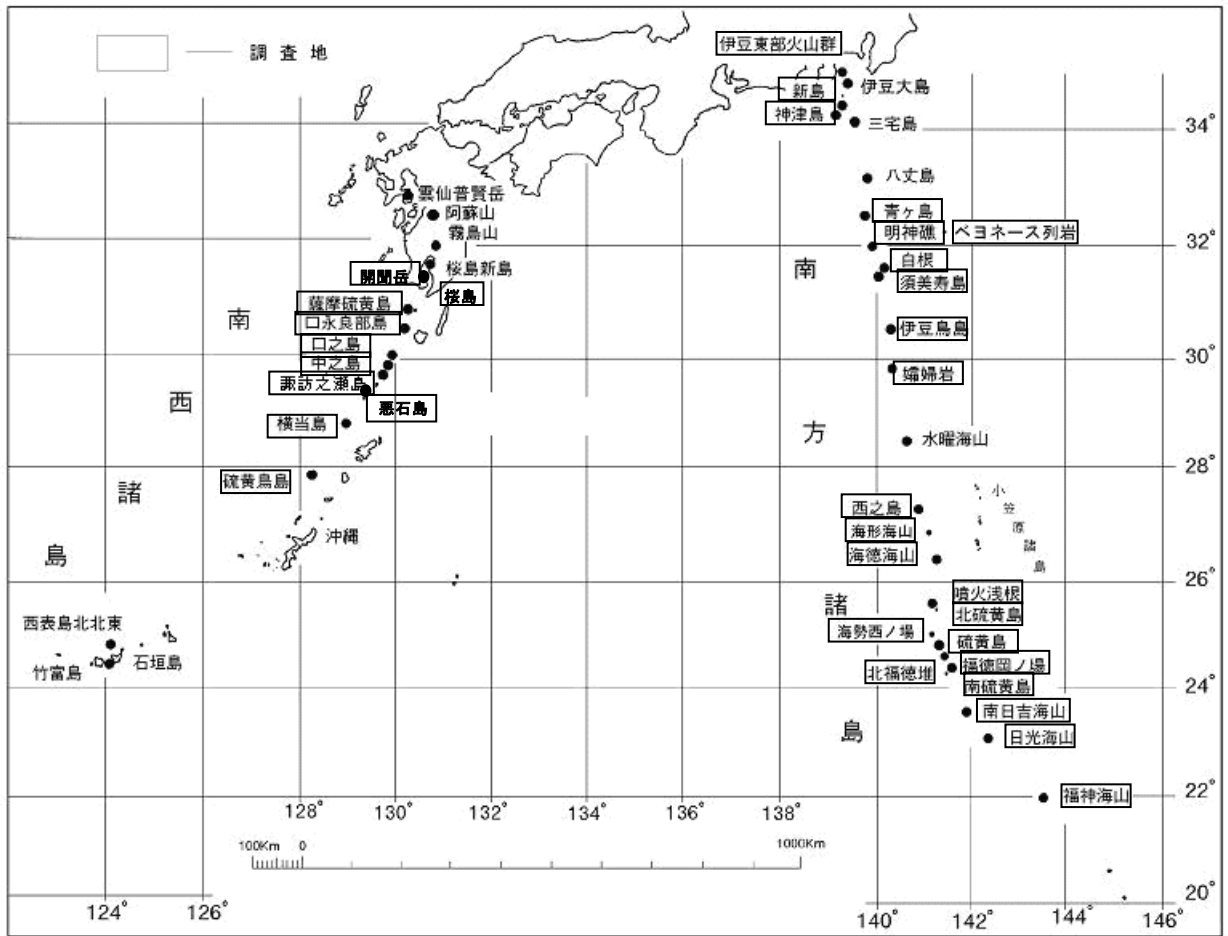 調査地
伊豆東部火山群
新島
伊豆大島
神津島
三宅島
34°
八丈島
雲仙普賢岳
阿蘇山
霧島山
青ヶ島
明神礁
ベヨネース列岩
32°
開聞岳
桜島新島
桜島
白根
須美寿島
薩摩硫黄島
口永良部島
伊豆鳥島
口之島
中之島
30°
諏訪之瀬島
悪石島
孀婦岩
横当島
水曜海山
28°
硫黄鳥島
沖縄
西之島
海形海山
海徳海山
小笠原諸島
26°
噴火浅根
北硫黄島
西表島北北東
石垣島
竹富島
海勢西ノ場
硫黄島
北福徳堆
福徳岡ノ場
南硫黄島
24°
南日吉海山
日光海山
福神海山
22°
20°
南西諸島
南方諸島
128°
130°
132°
134°
136°
138°
100Km 0 1000Km
124°
126°
140°
142°
144°
146°